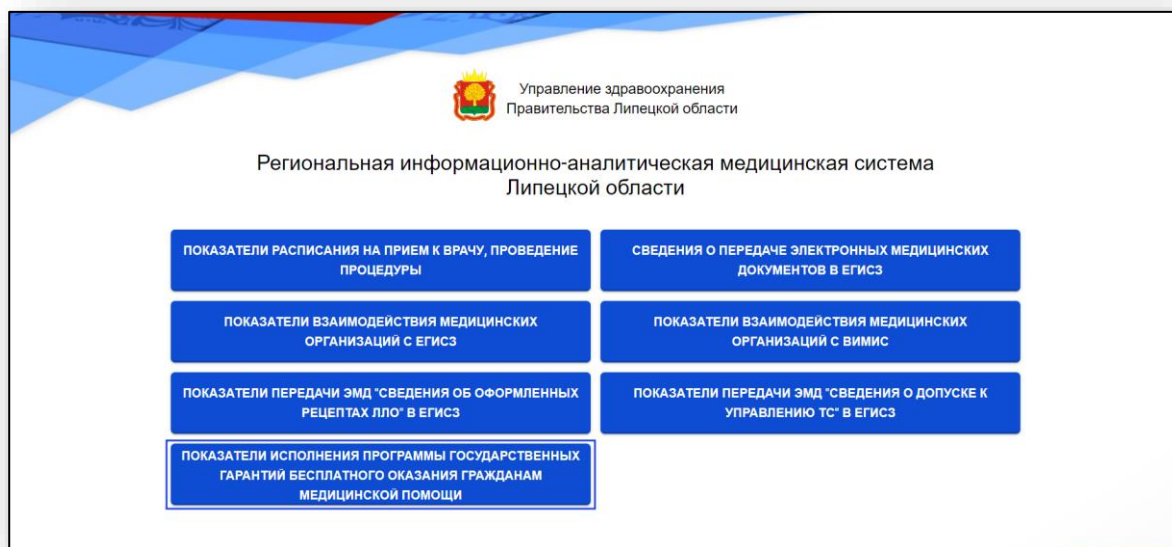 Управление здравоохранения
Правительства Липецкой области
Региональная информационно-аналитическая медицинская система
Липецкой области
ПОКАЗАТЕЛИ РАСПИСАНИЯ НА ПРИЕМ К ВРАЧУ, ПРОВЕДЕНИЕ
ПРОЦЕДУРЫ
СВЕДЕНИЯ О ПЕРЕДАЧЕ ЭЛЕКТРОННЫХ МЕДИЦИНСКИХ
ДОКУМЕНТОВ В ЕГИСЗ
ПОКАЗАТЕЛИ ВЗАИМОДЕЙСТВИЯ МЕДИЦИНСКИХ
ОРГАНИЗАЦИЙ С ЕГИСЗ
ПОКАЗАТЕЛИ ВЗАИМОДЕЙСТВИЯ МЕДИЦИНСКИХ
ОРГАНИЗАЦИЙ С ВИМИС
ПОКАЗАТЕЛИ ПЕРЕДАЧИ ЭМД "СВЕДЕНИЯ ОБ ОФОРМЛЕННЫХ
РЕЦЕПТАХ ЛЛО" В ЕГИСЗ
ПОКАЗАТЕЛИ ПЕРЕДАЧИ ЭМД "СВЕДЕНИЯ О ДОПУСКЕ К
УПРАВЛЕНИЮ ТС" В ЕГИСЗ
ПОКАЗАТЕЛИ ИСПОЛНЕНИЯ ПРОГРАММЫ ГОСУДАРСТВЕННЫХ
ГАРАНТИЙ БЕСПЛАТНОГО ОКАЗАНИЯ ГРАЖДАНАМ
МЕДИЦИНСКОЙ ПОМОЩИ